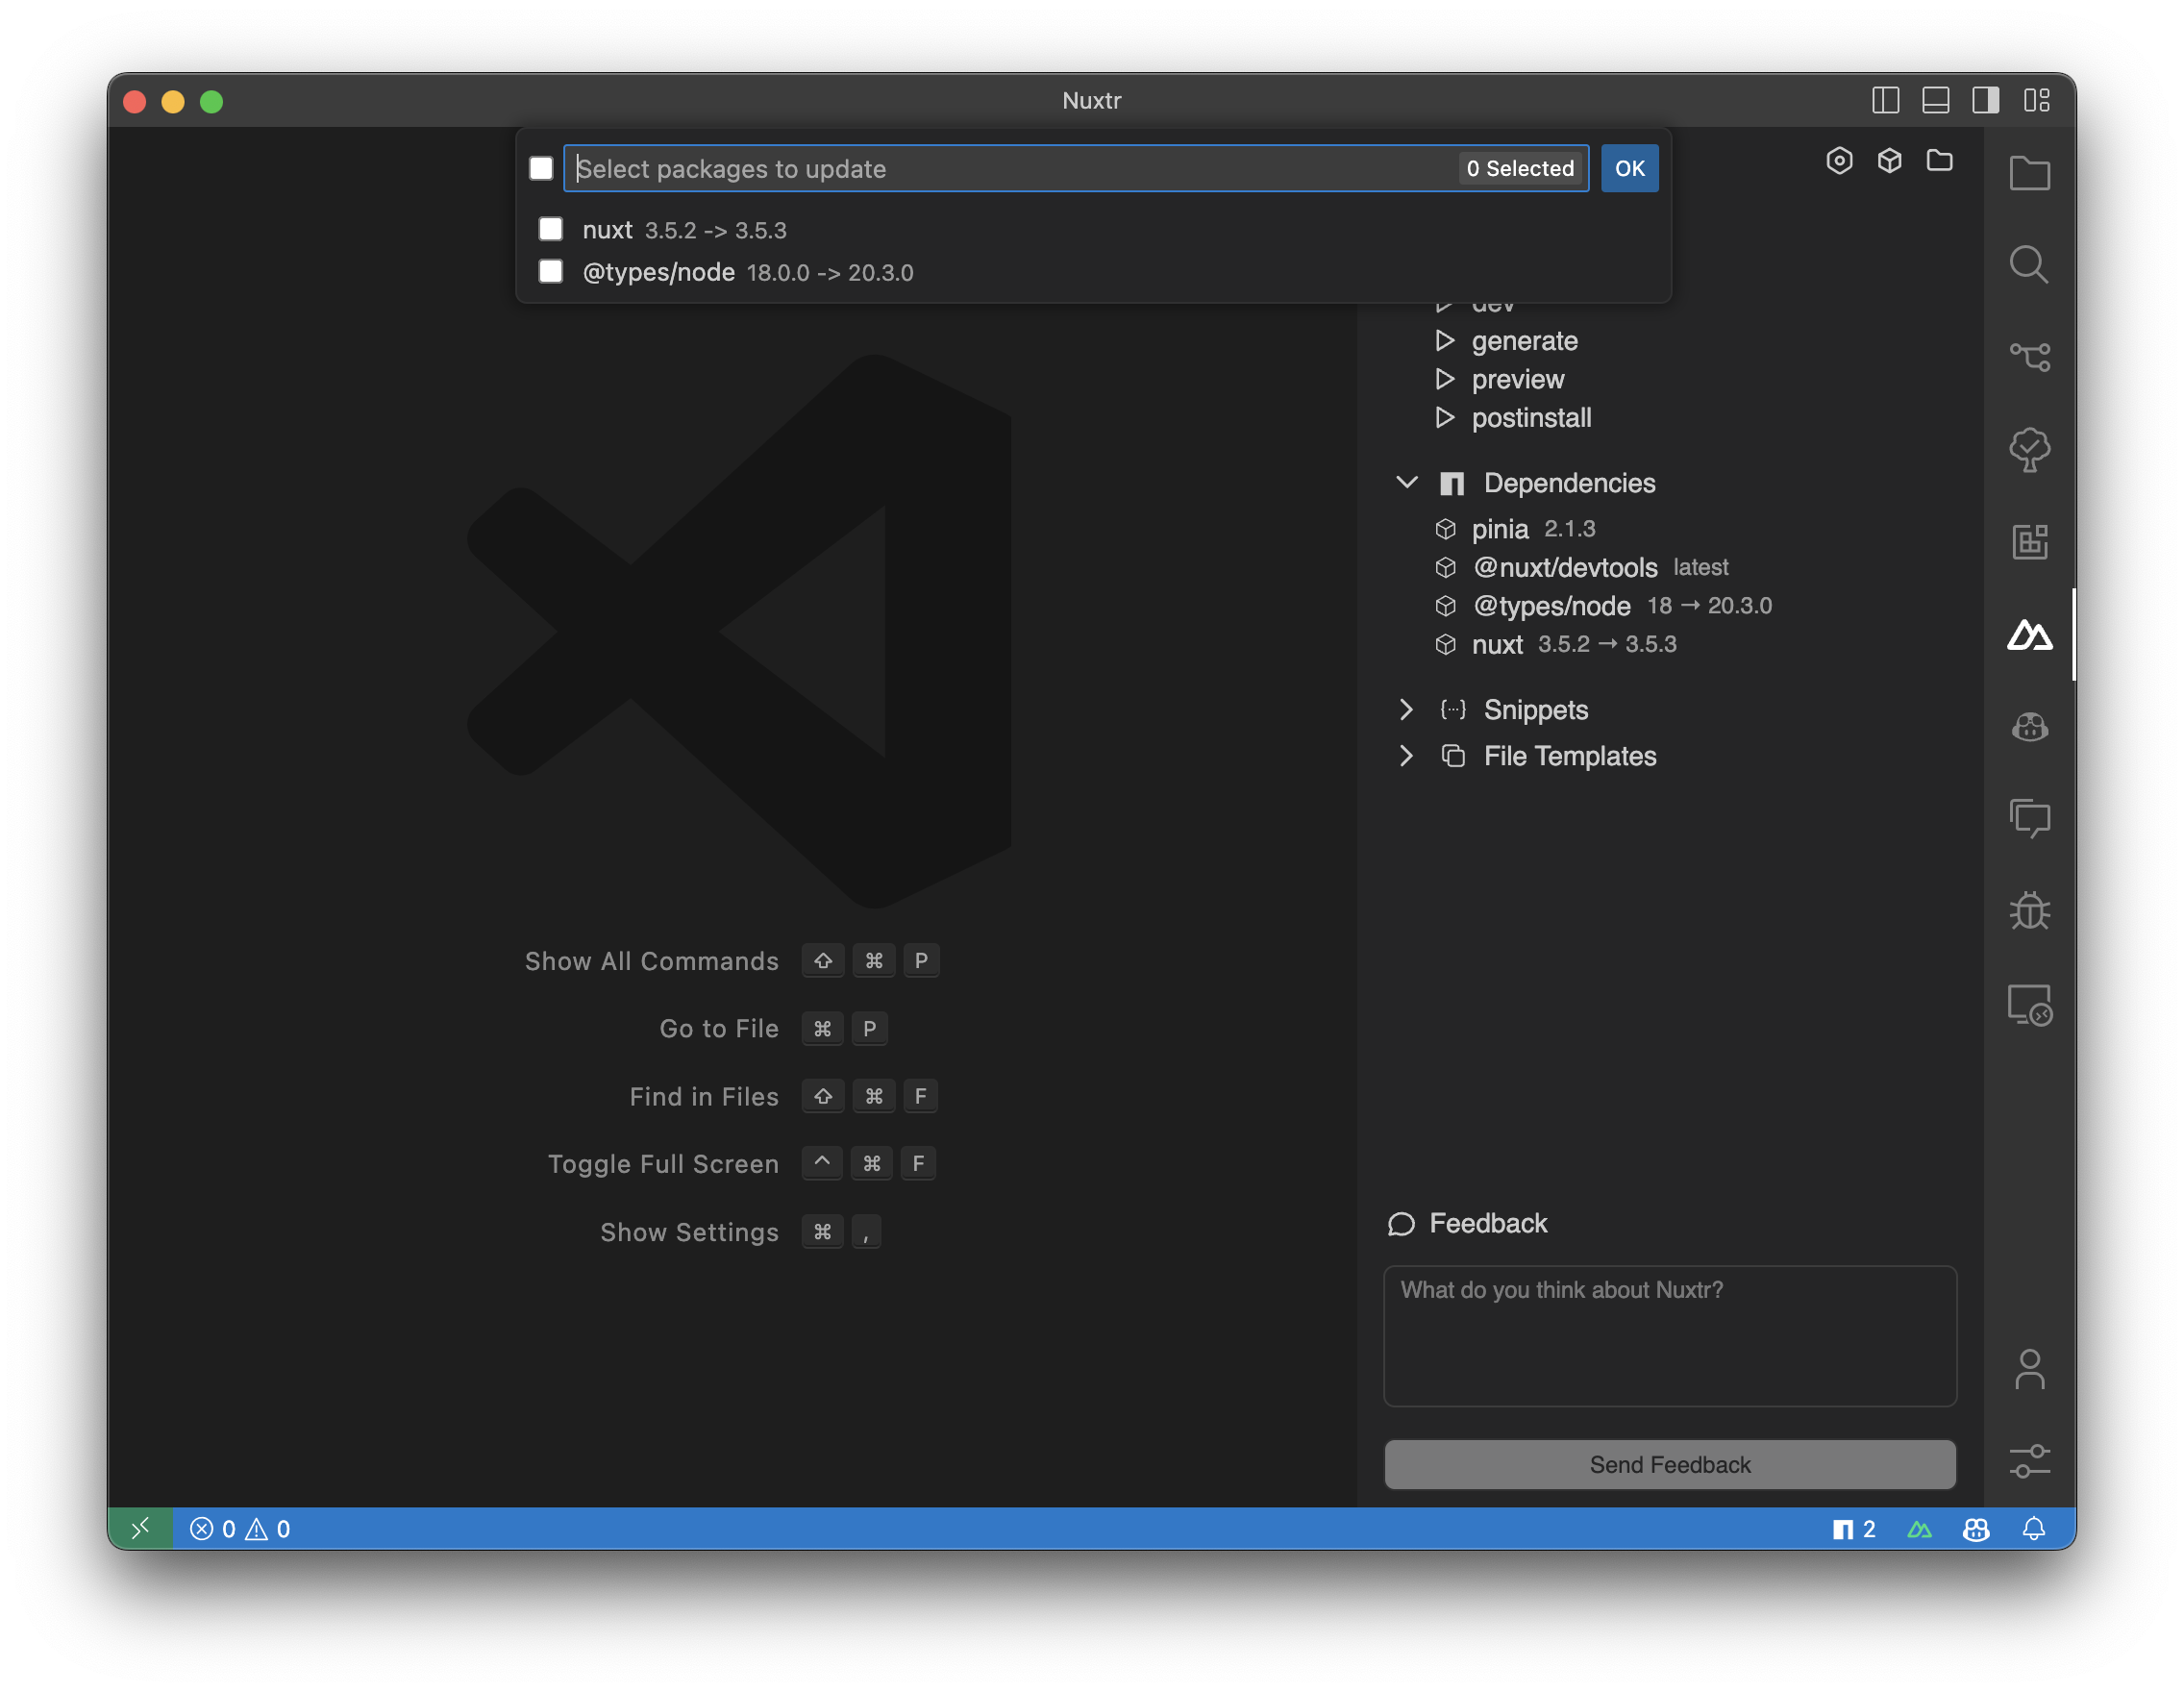 Nuxtr
Select packages to update 0 Selected OK
nuxt 3.5.2 -> 3.5.3
@types/node 18.0.0 -> 20.3.0
dev
generate
preview
postinstall
Dependencies
pinia 2.1.3
@nuxt/devtools latest
@types/node 18 → 20.3.0
nuxt 3.5.2 → 3.5.3
Snippets
File Templates
Show All Commands ⇧ ⌘ P
Go to File ⌘ P
Find in Files ⇧ ⌘ F
Toggle Full Screen ^ ⌘ F
Show Settings ⌘ ,
Feedback
What do you think about Nuxtr?
Send Feedback
0 0 2